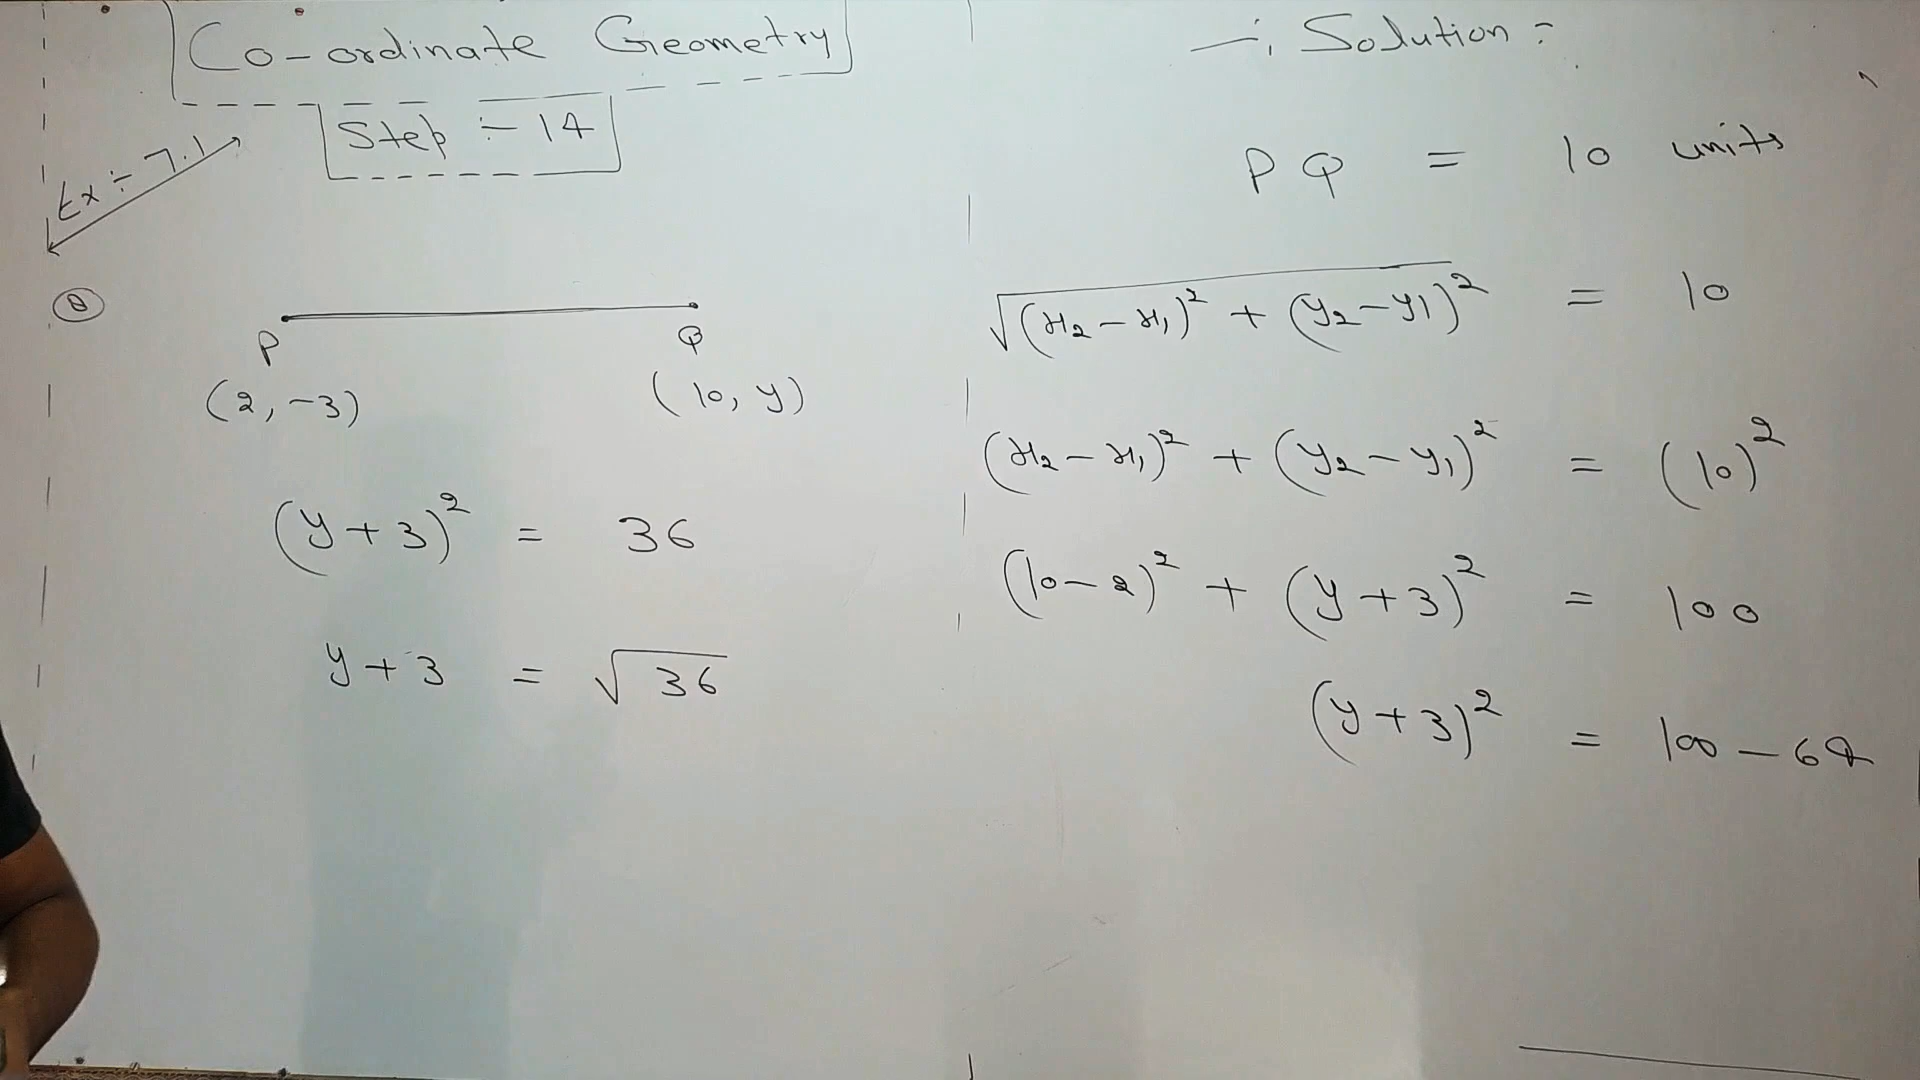 Co-ordinate Geometry
Step :- 14
Ex :- 7.1
8
P Q
(2, -3) (10, y)
(y+3)² = 36
y+3 = √36
-: Solution :-
PQ = 10 units
√(x₂-x₁)² + (y₂-y₁)² = 10
(x₂-x₁)² + (y₂-y₁)² = (10)²
(10-2)² + (y+3)² = 100
(y+3)² = 100 - 64